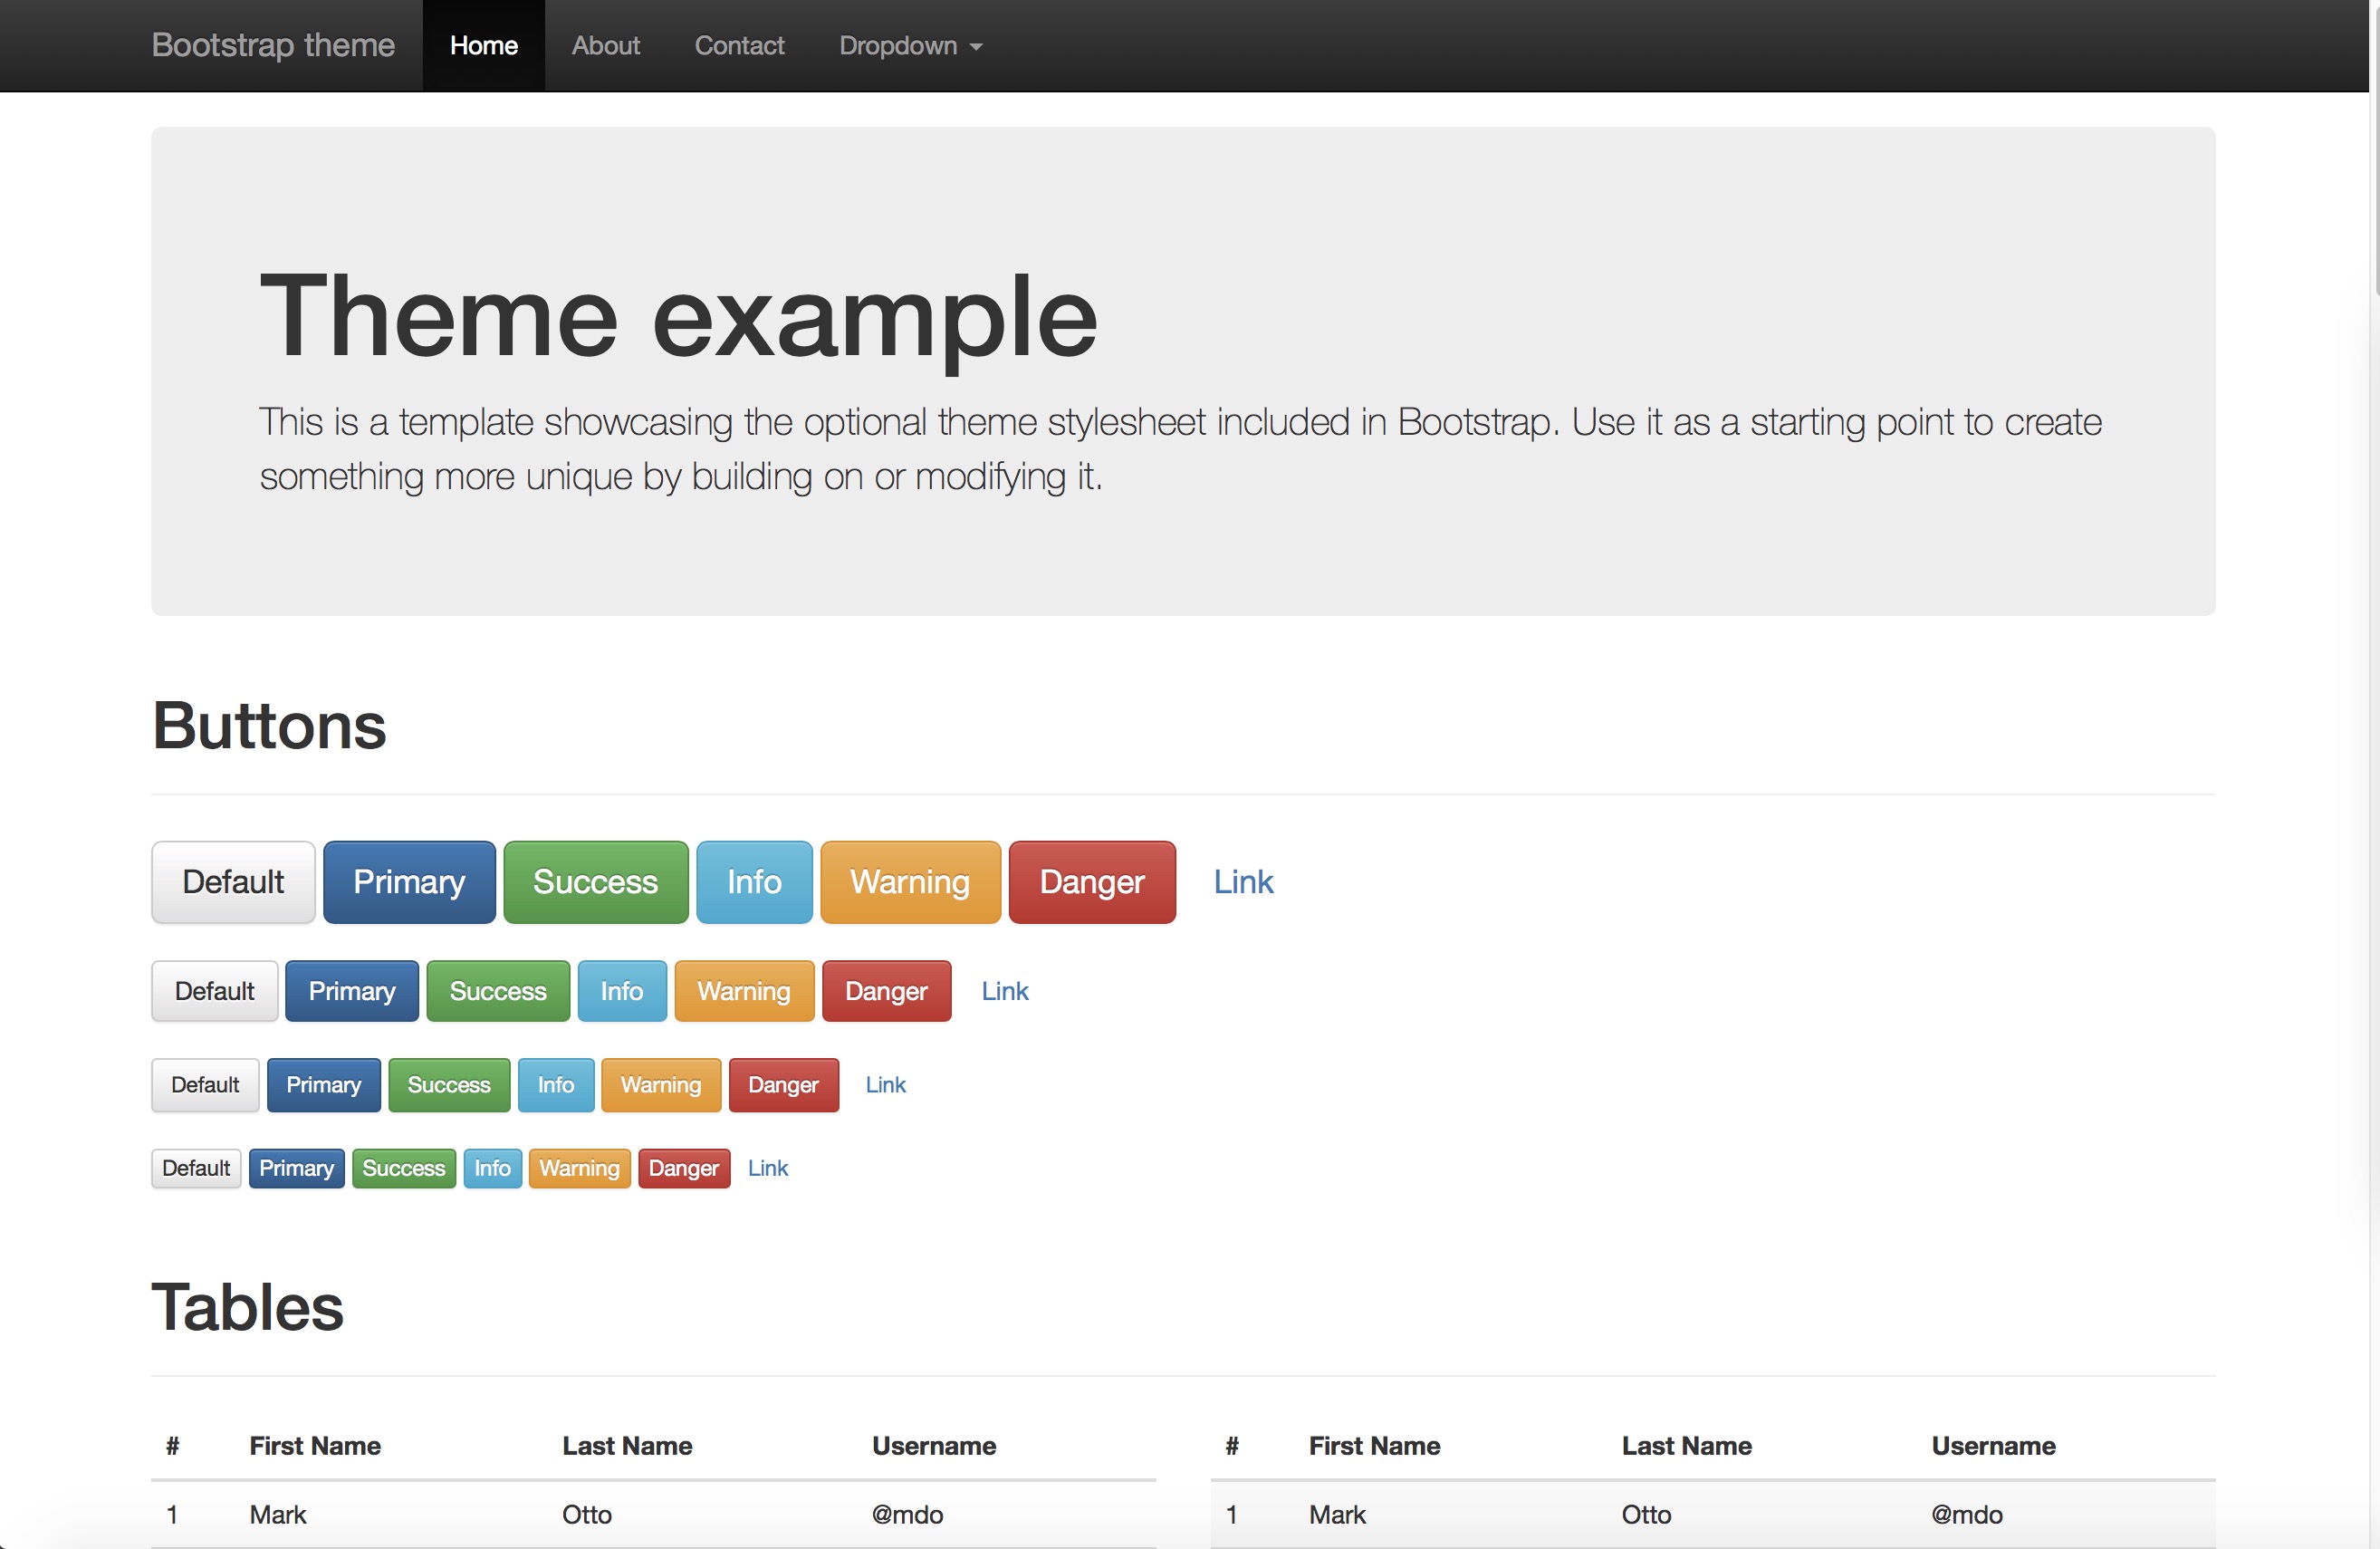 Bootstrap theme Home About Contact Dropdown
Theme example
This is a template showcasing the optional theme stylesheet included in Bootstrap. Use it as a starting point to create
something more unique by building on or modifying it.
Buttons
Default Primary Success Info Warning Danger Link
Default Primary Success Info Warning Danger Link
Default Primary Success Info Warning Danger Link
Default Primary Success Info Warning Danger Link
Tables
# First Name Last Name Username # First Name Last Name Username
1 Mark Otto @mdo 1 Mark Otto @mdo